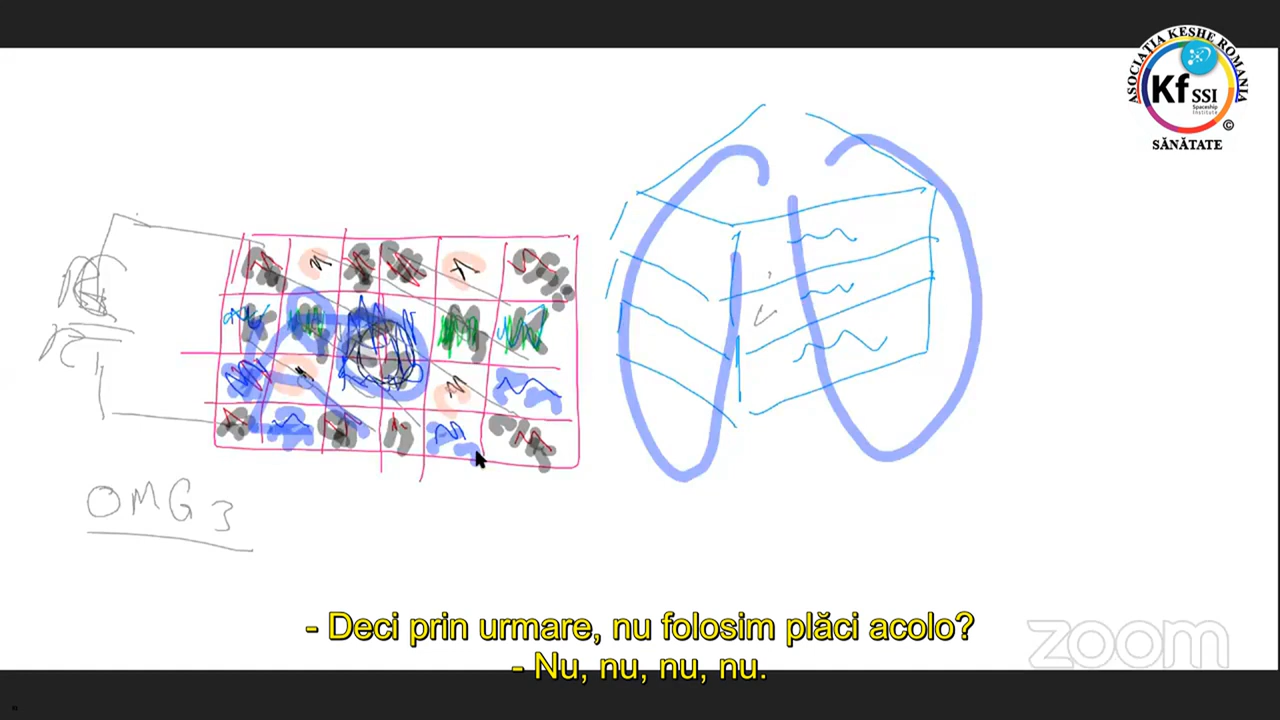 ASOCIAȚIA KESHE ROMANIA
Kf SSI
Spaceship
Institute
©
SĂNĂTATE
OMG 3
- Deci prin urmare, nu folosim plăci acolo?
- Nu, nu, nu, nu.
zoom